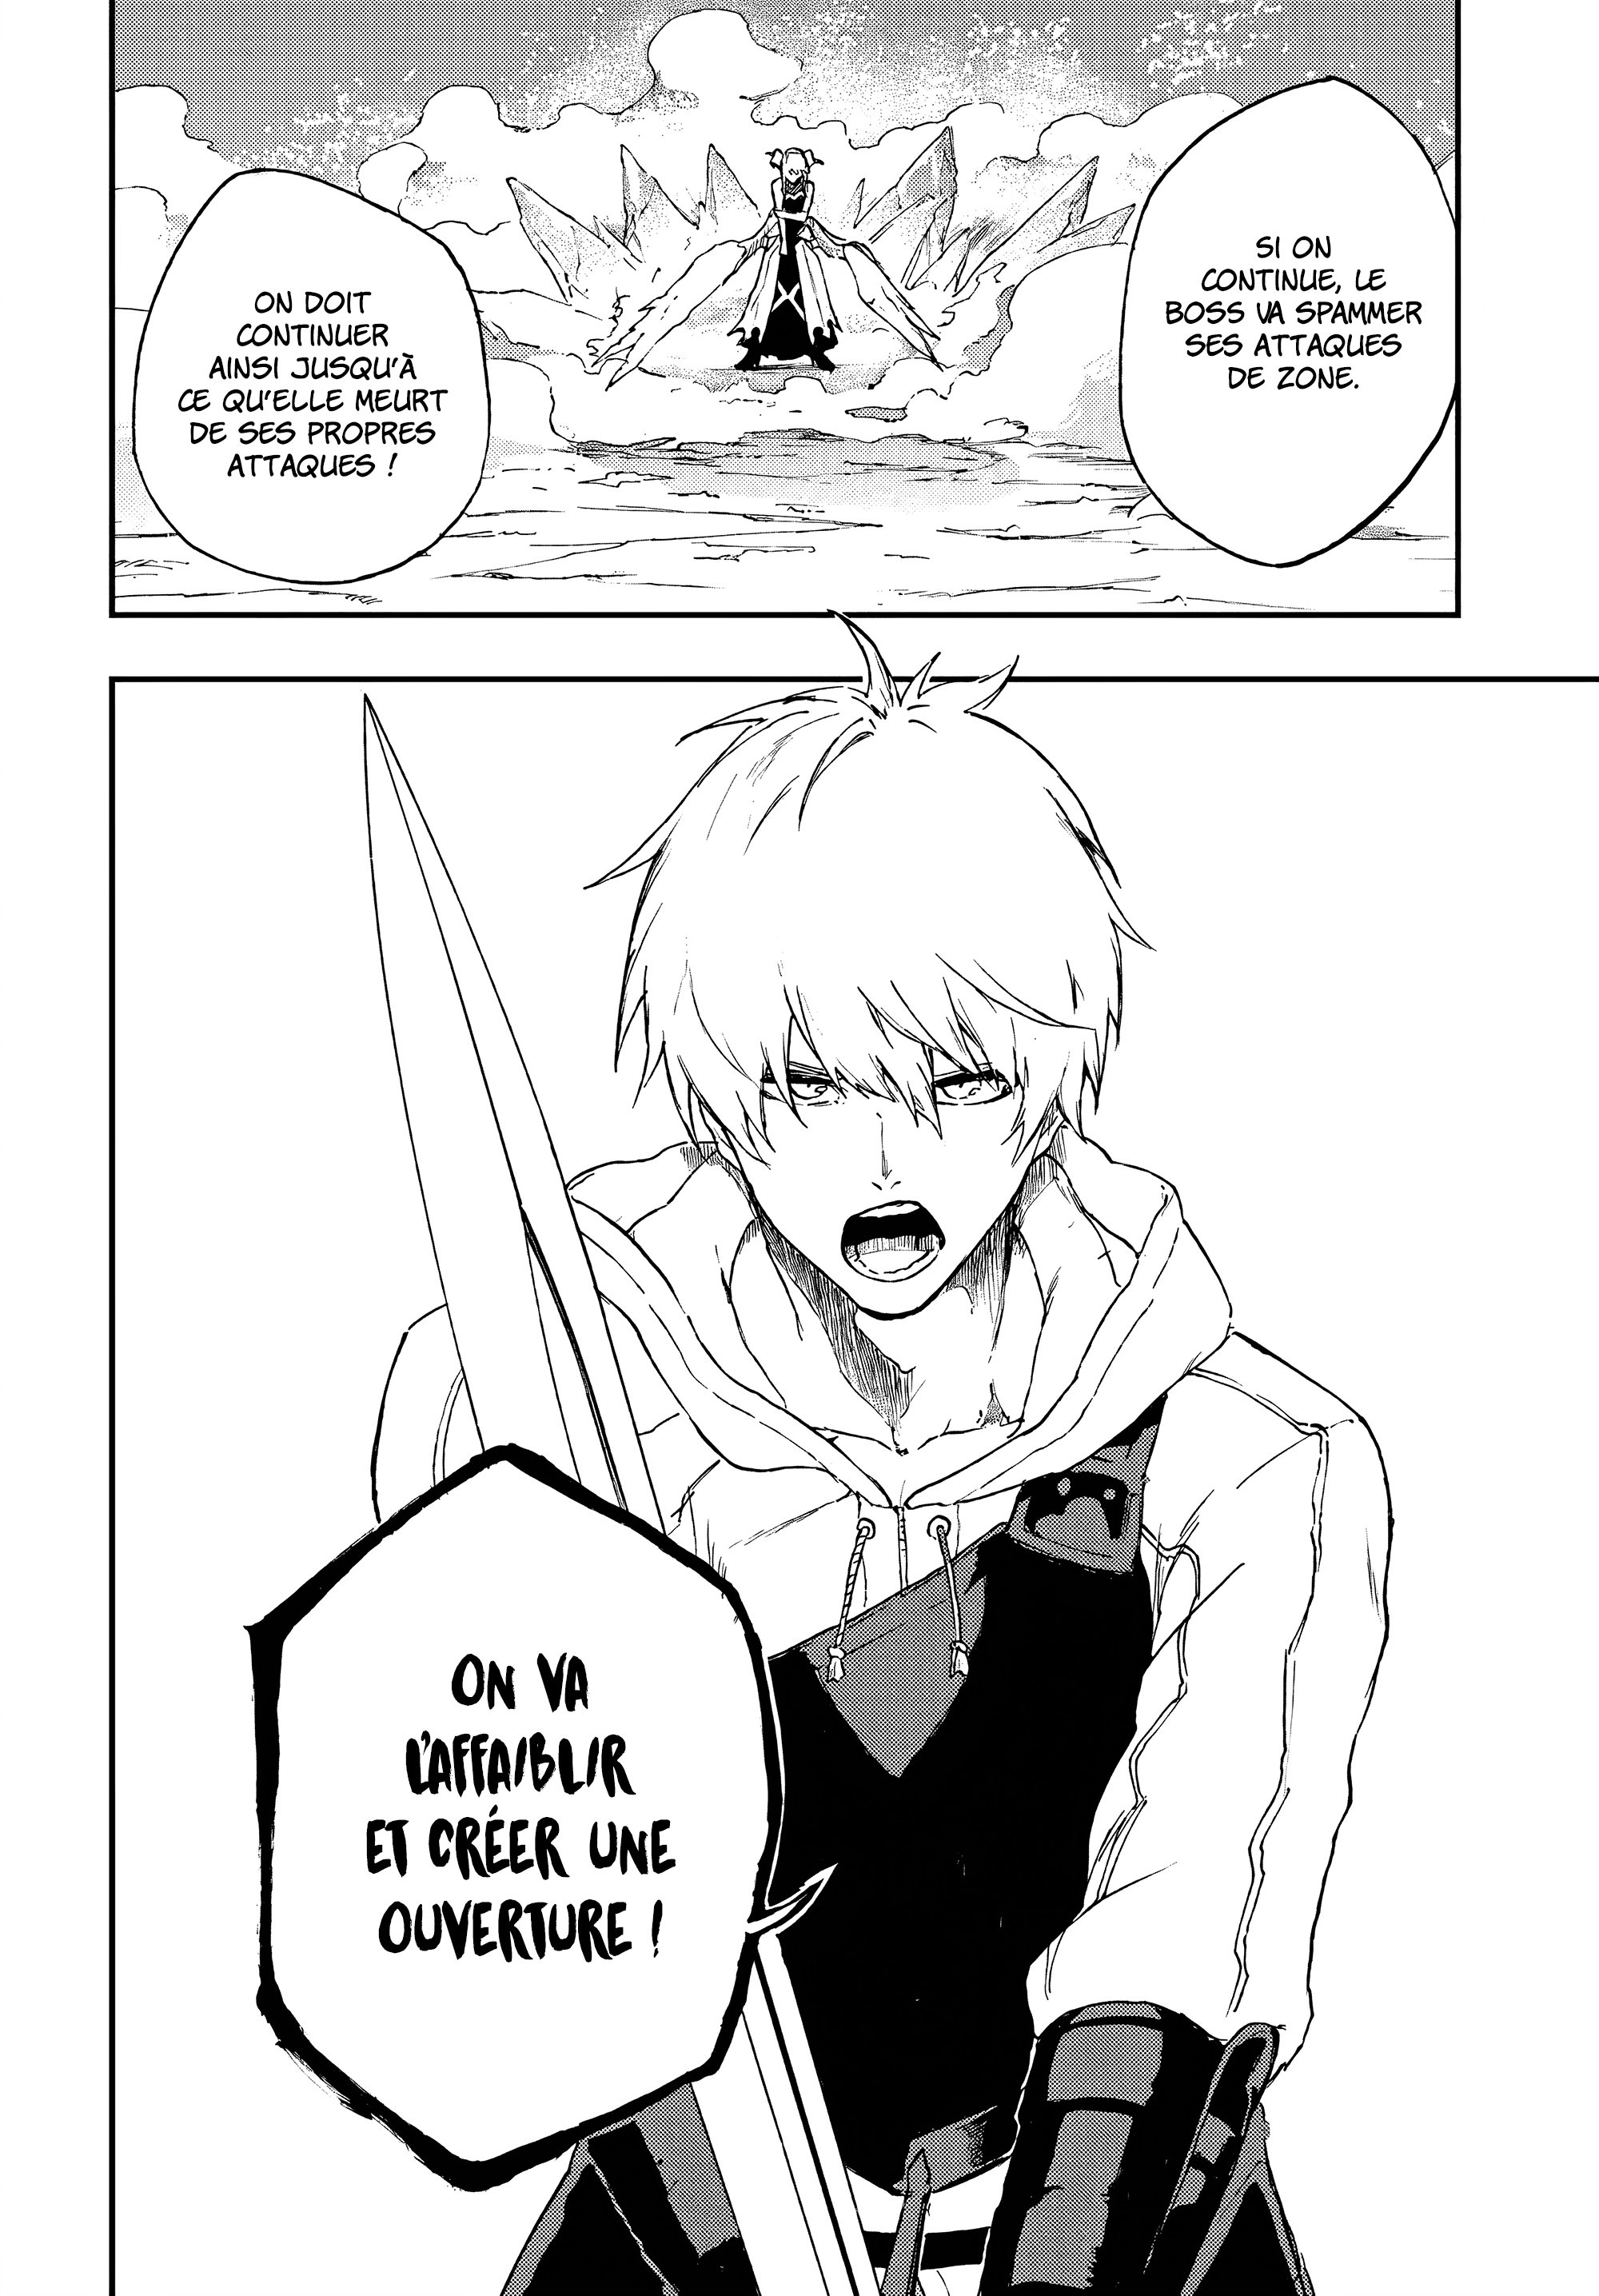 SI ON
CONTINUE, LE
BOSS VA SPAMMER
SES ATTAQUES
DE ZONE.
ON DOIT
CONTINUER
AINSI JUSQU'À
CE QU'ELLE MEURT
DE SES PROPRES
ATTAQUES !
ON VA
L'AFFAIBLIR
ET CRÉER UNE
OUVERTURE !